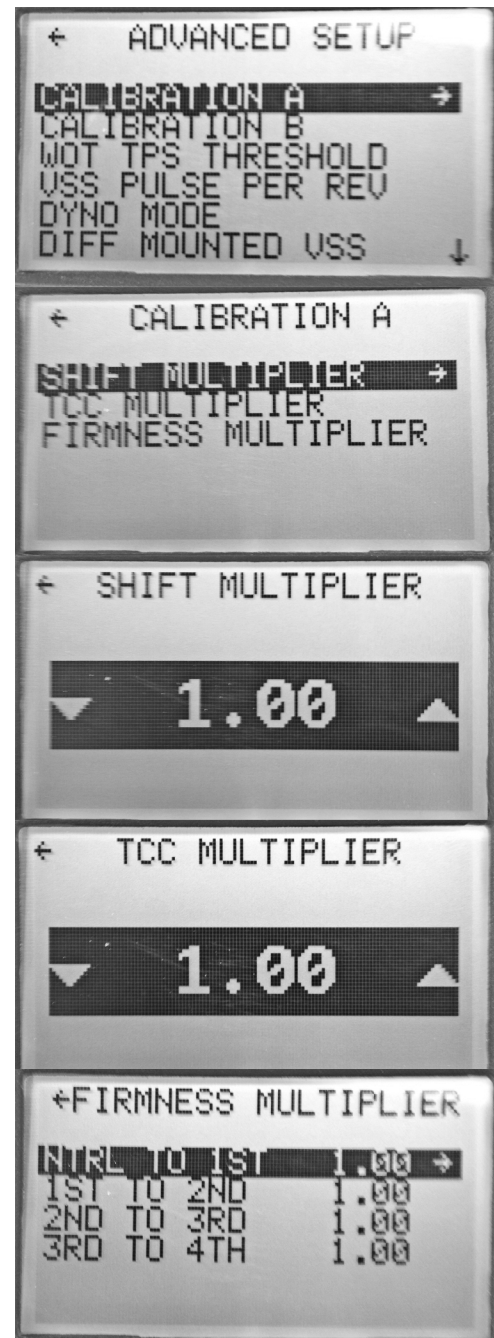 ← ADVANCED SETUP
CALIBRATION A →
CALIBRATION B
WOT TPS THRESHOLD
VSS PULSE PER REV
DYNO MODE
DIFF MOUNTED VSS ↓
← CALIBRATION A
SHIFT MULTIPLIER →
TCC MULTIPLIER
FIRMNESS MULTIPLIER
← SHIFT MULTIPLIER
▼ 1.00 ▲
← TCC MULTIPLIER
▼ 1.00 ▲
←FIRMNESS MULTIPLIER
NTRL TO 1ST 1.00 →
1ST TO 2ND 1.00
2ND TO 3RD 1.00
3RD TO 4TH 1.00